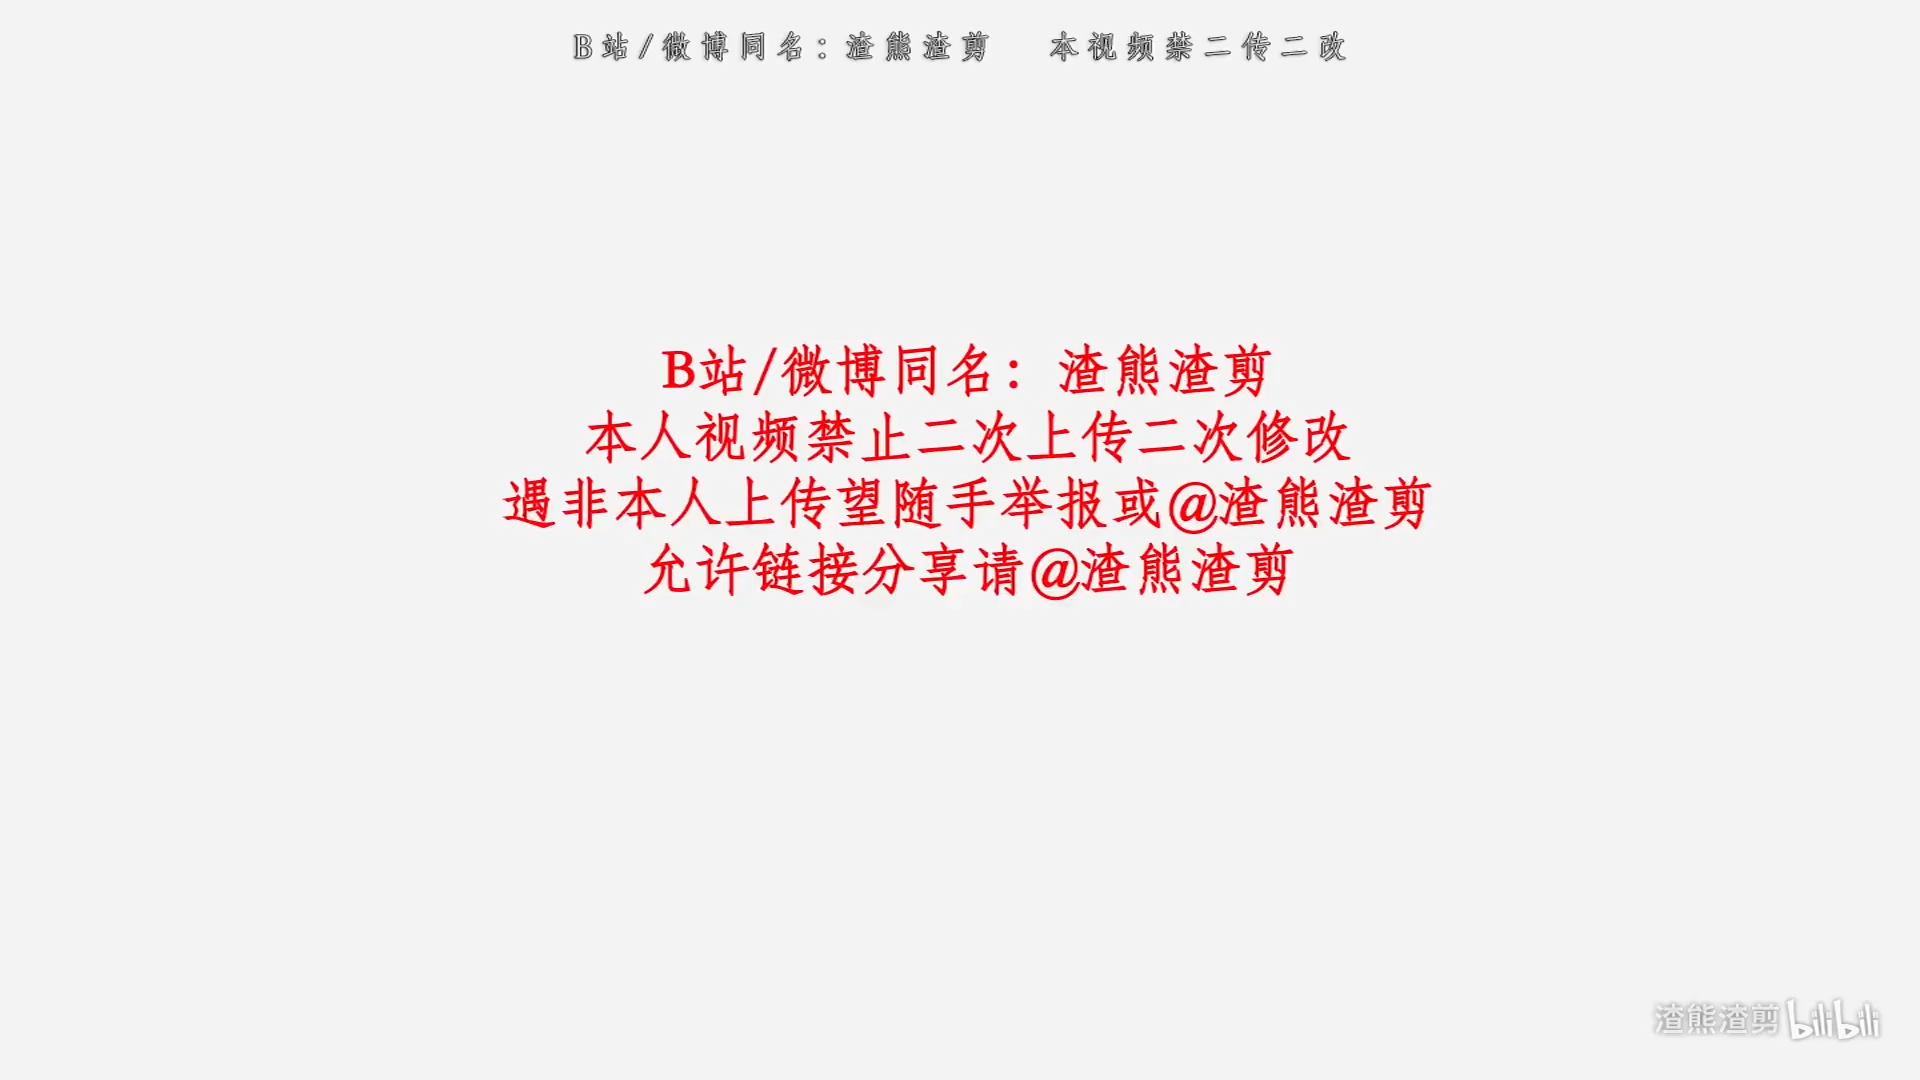 B站/微博同名：渣熊渣剪 本视频禁二传二改
B站/微博同名：渣熊渣剪
本人视频禁止二次上传二次修改
遇非本人上传望随手举报或@渣熊渣剪
允许链接分享请@渣熊渣剪
渣熊渣剪 bilibili